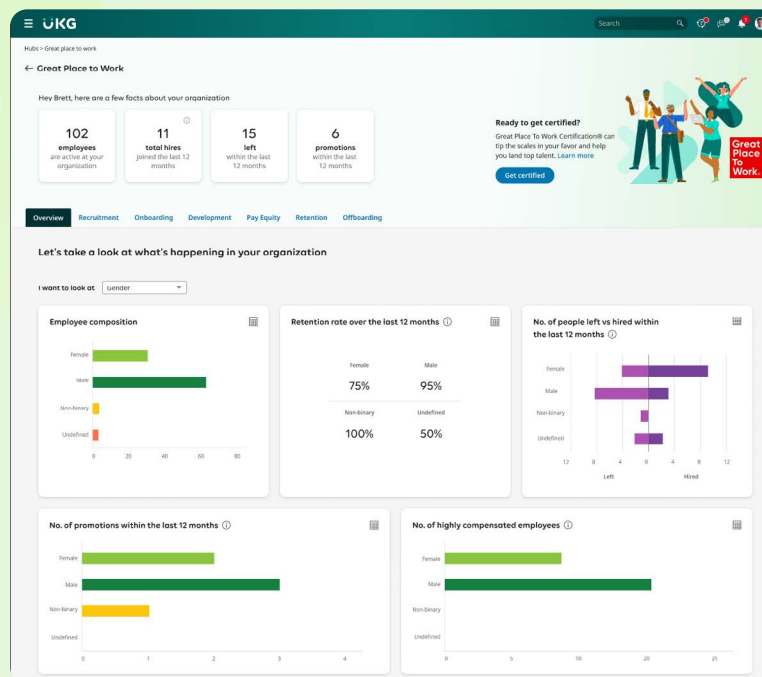 UKG
Search
Hubs > Great place to work
← Great Place to Work
Hey Brett, here are a few facts about your organization
102
employees
are active at your
organization
11
total hires
joined the last 12
months
15
left
within the last
12 months
6
promotions
within the last
12 months
Ready to get certified?
Great Place To Work Certification® can
tip the scales in your favor and help
you land top talent. Learn more
Get certified
Great
Place
To
Work.
Overview Recruitment Onboarding Development Pay Equity Retention Offboarding
Let's take a look at what's happening in your organization
I want to look at Gender
Employee composition
Female
Male
Non-binary
Undefined
0 20 40 60 80
Retention rate over the last 12 months
Female Male
75% 95%
Non-binary Undefined
100% 50%
No. of people left vs hired within
the last 12 months
Female
Male
Non-binary
Undefined
12 8 4 0 4 8 12
Left Hired
No. of promotions within the last 12 months
Female
Male
Non-binary
Undefined
0 1 2 3 4
No. of highly compensated employees
Female
Male
Non-binary
Undefined
0 5 10 20 25